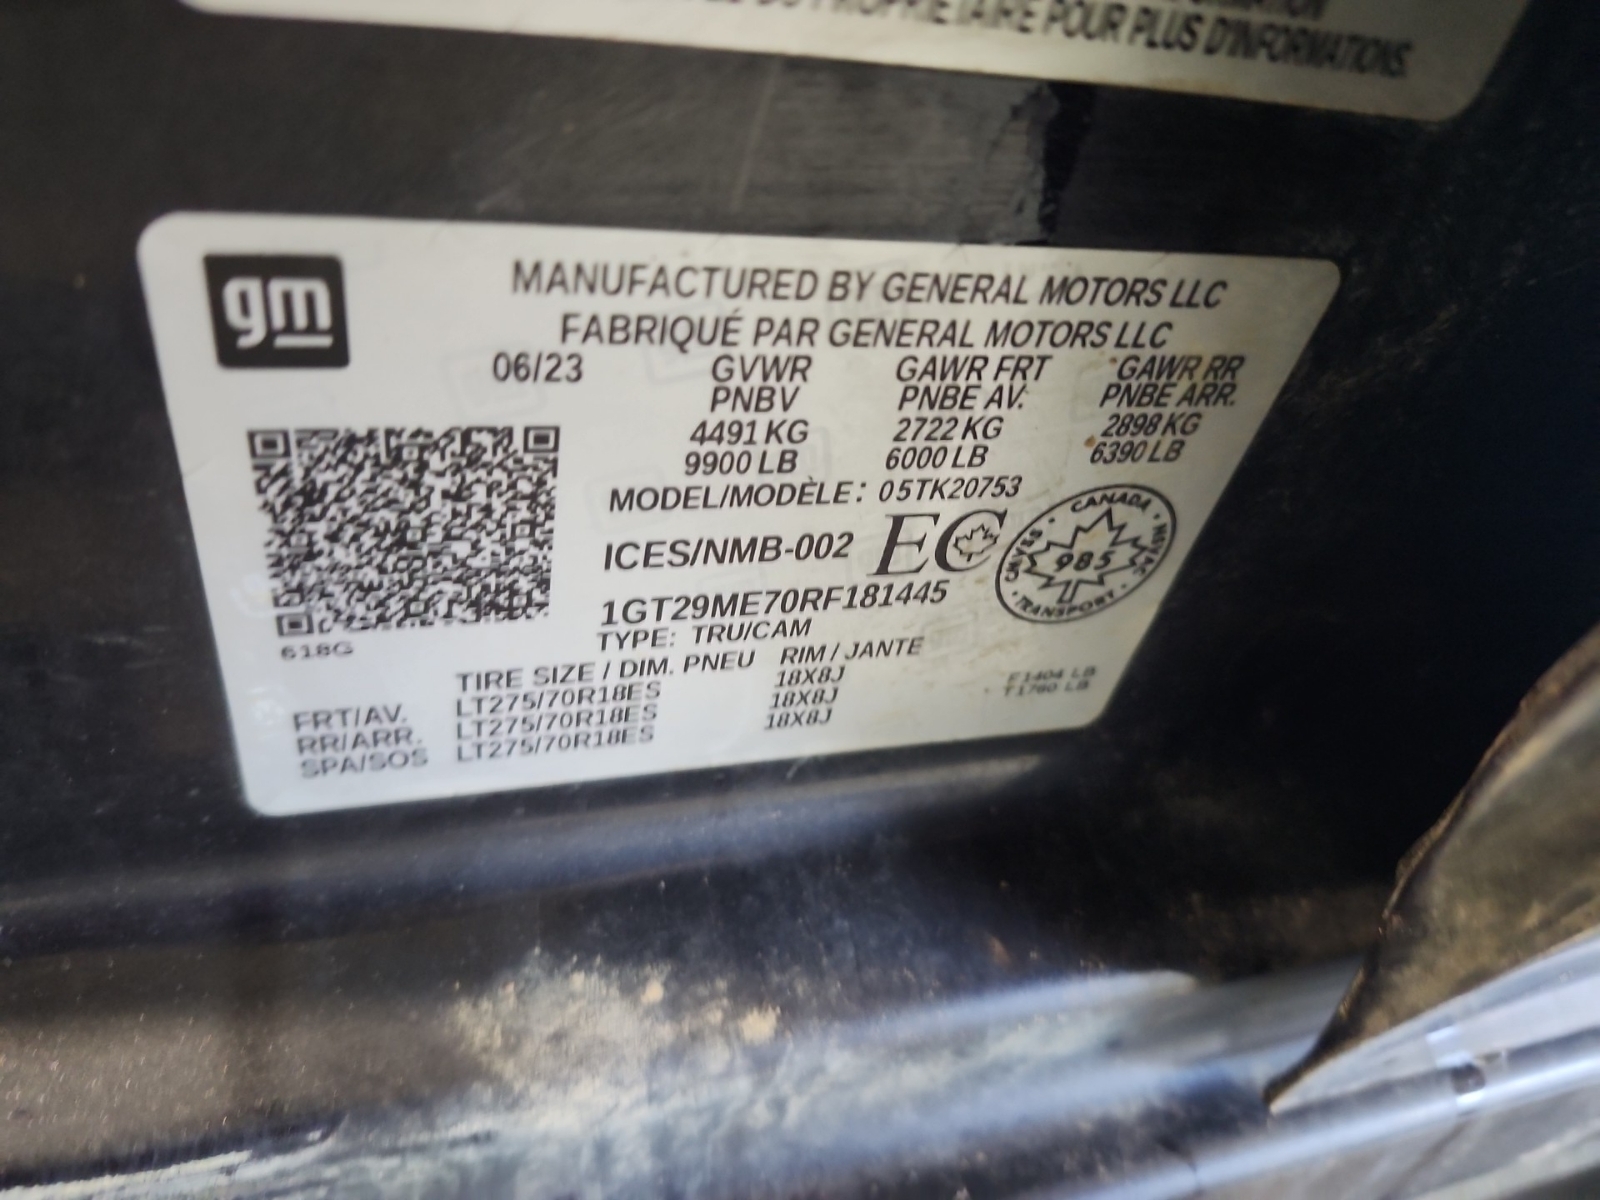 DU PROPRIÉTAIRE POUR PLUS D'INFORMATIONS.
gm
MANUFACTURED BY GENERAL MOTORS LLC
FABRIQUÉ PAR GENERAL MOTORS LLC
06/23 GVWR GAWR FRT GAWR RR
PNBV PNBE AV. PNBE ARR.
4491 KG 2722 KG 2898 KG
9900 LB 6000 LB 6390 LB
MODEL/MODÈLE: 05TK20753
ICES/NMB-002 EC
CANADA • MVAC • TRANSPORT • CMVSS •
985
1GT29ME70RF181445
618G
TYPE: TRU/CAM
TIRE SIZE / DIM. PNEU RIM / JANTE
FRT/AV. LT275/70R18ES 18X8J F1404 LB
RR/ARR. LT275/70R18ES 18X8J T1760 LB
SPA/SOS LT275/70R18ES 18X8J